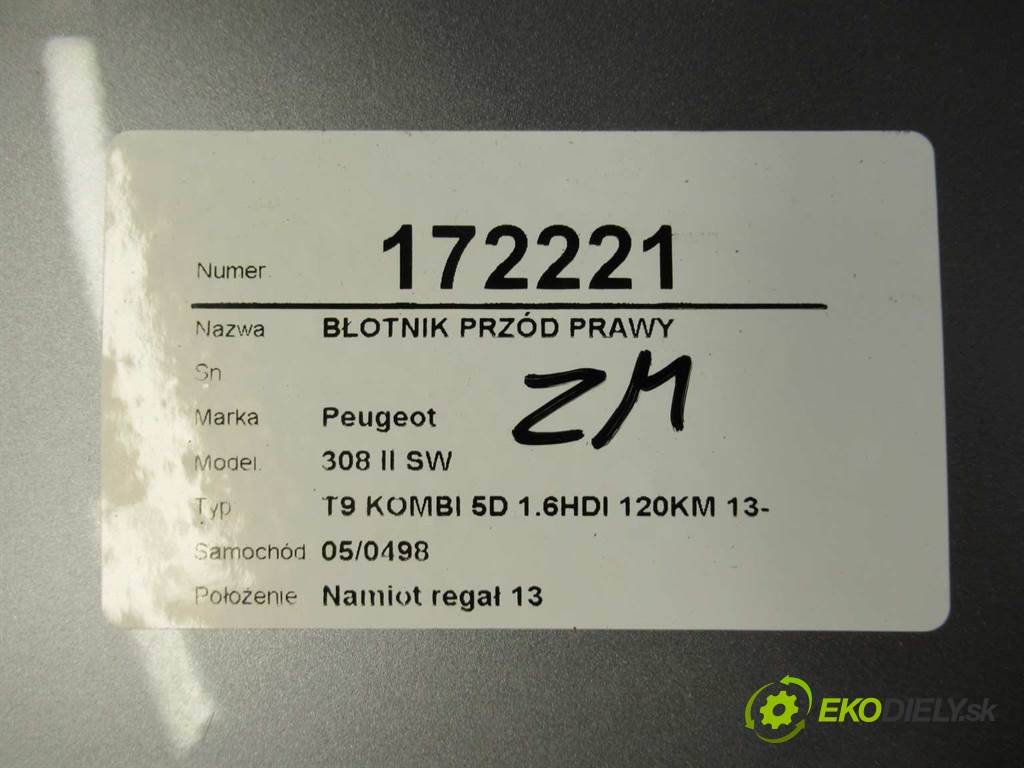 Numer 172221
Nazwa BŁOTNIK PRZÓD PRAWY
Sn
ZM
Marka Peugeot
Model 308 II SW
Typ T9 KOMBI 5D 1.6HDI 120KM 13-
Samochód 05/0498
Położenie Namiot regał 13
EKODIELY.sk